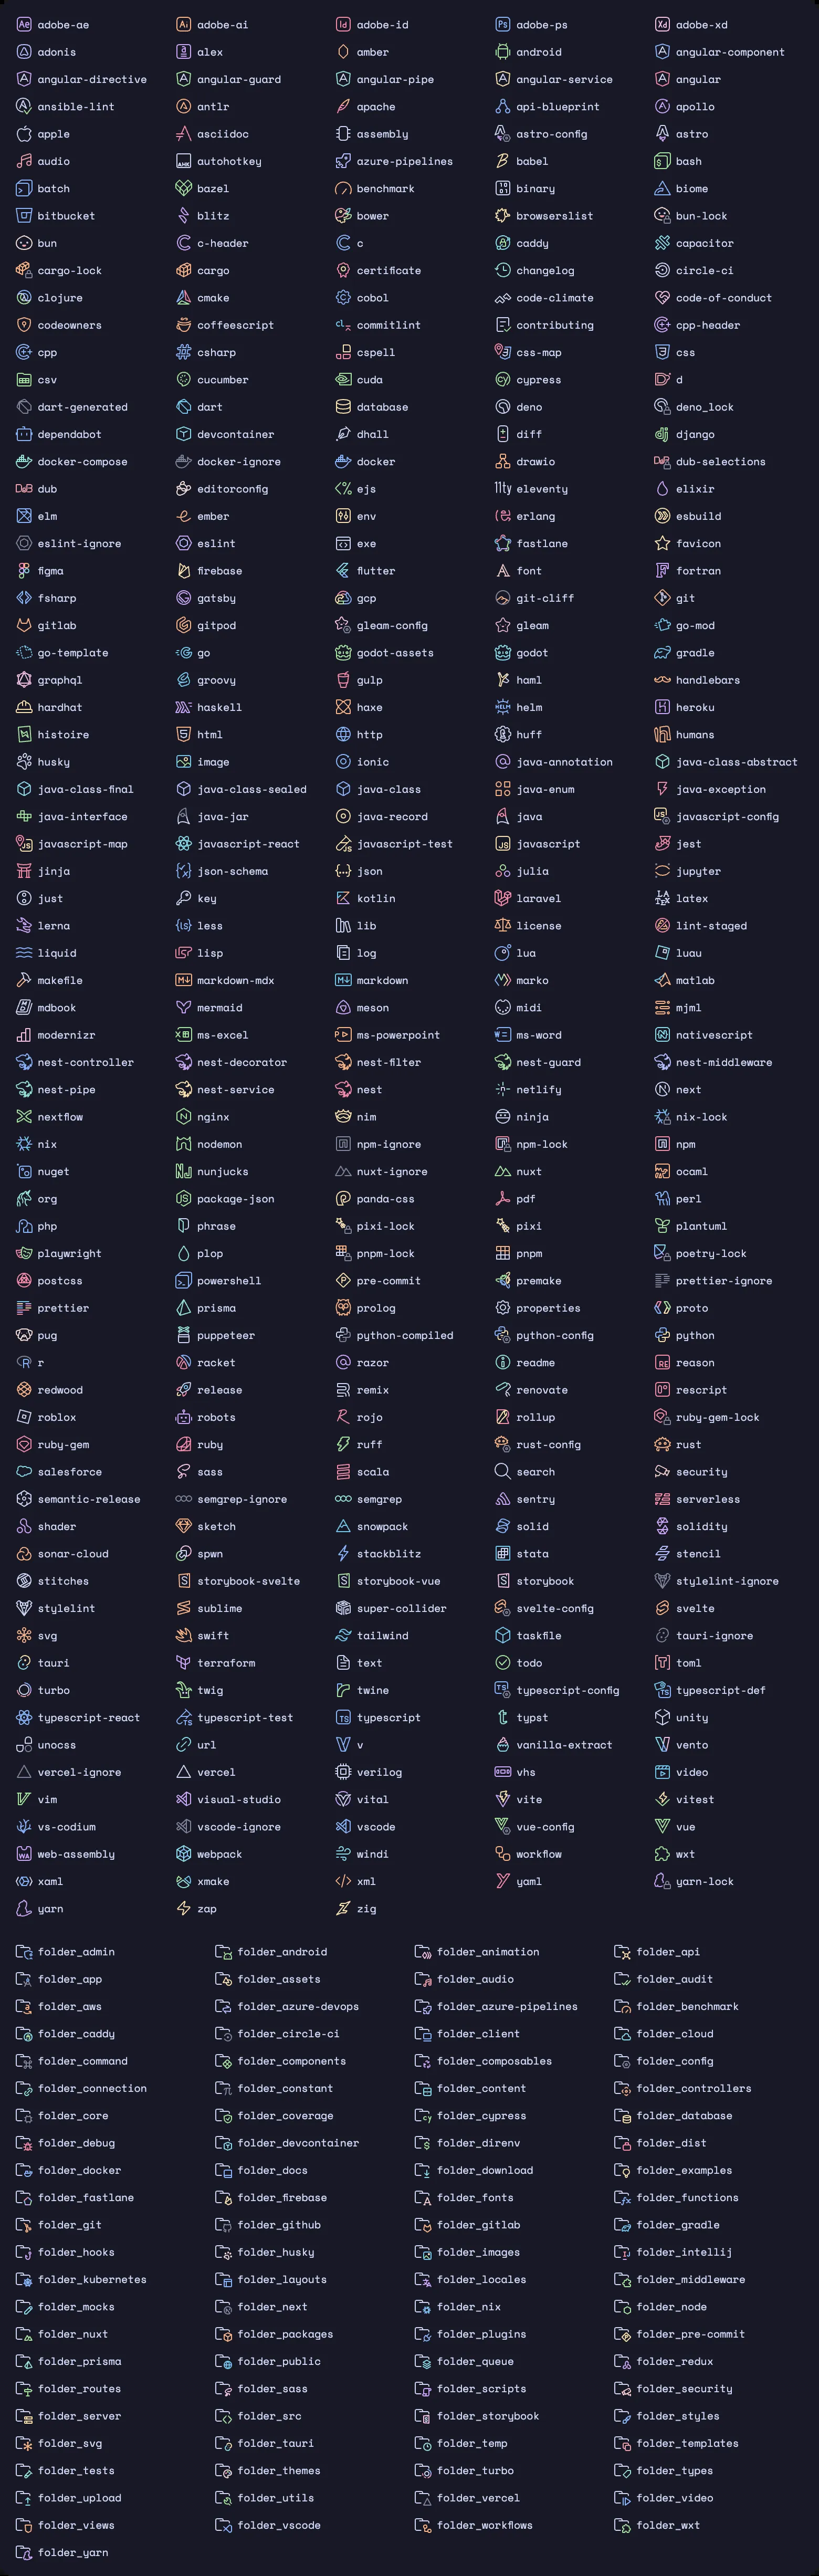 adobe-ae adobe-ai adobe-id adobe-ps adobe-xd
adonis alex amber android angular-component
angular-directive angular-guard angular-pipe angular-service angular
ansible-lint antlr apache api-blueprint apollo
apple asciidoc assembly astro-config astro
audio autohotkey azure-pipelines babel bash
batch bazel benchmark binary biome
bitbucket blitz bower browserslist bun-lock
bun c-header c caddy capacitor
cargo-lock cargo certificate changelog circle-ci
clojure cmake cobol code-climate code-of-conduct
codeowners coffeescript commitlint contributing cpp-header
cpp csharp cspell css-map css
csv cucumber cuda cypress d
dart-generated dart database deno deno_lock
dependabot devcontainer dhall diff django
docker-compose docker-ignore docker drawio dub-selections
dub editorconfig ejs eleventy elixir
elm ember env erlang esbuild
eslint-ignore eslint exe fastlane favicon
figma firebase flutter font fortran
fsharp gatsby gcp git-cliff git
gitlab gitpod gleam-config gleam go-mod
go-template go godot-assets godot gradle
graphql groovy gulp haml handlebars
hardhat haskell haxe helm heroku
histoire html http huff humans
husky image ionic java-annotation java-class-abstract
java-class-final java-class-sealed java-class java-enum java-exception
java-interface java-jar java-record java javascript-config
javascript-map javascript-react javascript-test javascript jest
jinja json-schema json julia jupyter
just key kotlin laravel latex
lerna less lib license lint-staged
liquid lisp log lua luau
makefile markdown-mdx markdown marko matlab
mdbook mermaid meson midi mjml
modernizr ms-excel ms-powerpoint ms-word nativescript
nest-controller nest-decorator nest-filter nest-guard nest-middleware
nest-pipe nest-service nest netlify next
nextflow nginx nim ninja nix-lock
nix nodemon npm-ignore npm-lock npm
nuget nunjucks nuxt-ignore nuxt ocaml
org package-json panda-css pdf perl
php phrase pixi-lock pixi plantuml
playwright plop pnpm-lock pnpm poetry-lock
postcss powershell pre-commit premake prettier-ignore
prettier prisma prolog properties proto
pug puppeteer python-compiled python-config python
r racket razor readme reason
redwood release remix renovate rescript
roblox robots rojo rollup ruby-gem-lock
ruby-gem ruby ruff rust-config rust
salesforce sass scala search security
semantic-release semgrep-ignore semgrep sentry serverless
shader sketch snowpack solid solidity
sonar-cloud spwn stackblitz stata stencil
stitches storybook-svelte storybook-vue storybook stylelint-ignore
stylelint sublime super-collider svelte-config svelte
svg swift tailwind taskfile tauri-ignore
tauri terraform text todo toml
turbo twig twine typescript-config typescript-def
typescript-react typescript-test typescript typst unity
unocss url v vanilla-extract vento
vercel-ignore vercel verilog vhs video
vim visual-studio vital vite vitest
vs-codium vscode-ignore vscode vue-config vue
web-assembly webpack windi workflow wxt
xaml xmake xml yaml yarn-lock
yarn zap zig
folder_admin folder_android folder_animation folder_api
folder_app folder_assets folder_audio folder_audit
folder_aws folder_azure-devops folder_azure-pipelines folder_benchmark
folder_caddy folder_circle-ci folder_client folder_cloud
folder_command folder_components folder_composables folder_config
folder_connection folder_constant folder_content folder_controllers
folder_core folder_coverage folder_cypress folder_database
folder_debug folder_devcontainer folder_direnv folder_dist
folder_docker folder_docs folder_download folder_examples
folder_fastlane folder_firebase folder_fonts folder_functions
folder_git folder_github folder_gitlab folder_gradle
folder_hooks folder_husky folder_images folder_intellij
folder_kubernetes folder_layouts folder_locales folder_middleware
folder_mocks folder_next folder_nix folder_node
folder_nuxt folder_packages folder_plugins folder_pre-commit
folder_prisma folder_public folder_queue folder_redux
folder_routes folder_sass folder_scripts folder_security
folder_server folder_src folder_storybook folder_styles
folder_svg folder_tauri folder_temp folder_templates
folder_tests folder_themes folder_turbo folder_types
folder_upload folder_utils folder_vercel folder_video
folder_views folder_vscode folder_workflows folder_wxt
folder_yarn